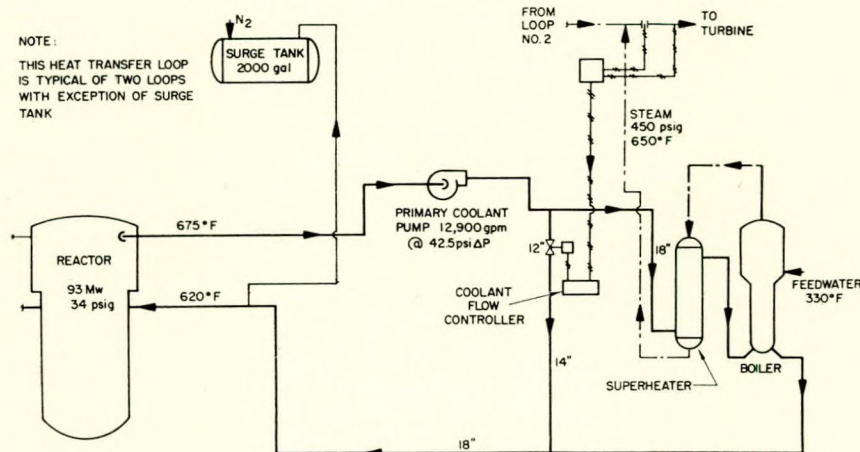 NOTE:
THIS HEAT TRANSFER LOOP
IS TYPICAL OF TWO LOOPS
WITH EXCEPTION OF SURGE
TANK
N2
SURGE TANK
2000 gal
FROM
LOOP
NO. 2
TO
TURBINE
STEAM
450 psig
650°F
675°F
PRIMARY COOLANT
PUMP 12,900 gpm
@ 42.5psi ΔP
REACTOR
93 Mw
34 psig
620°F
12"
18"
COOLANT
FLOW
CONTROLLER
FEEDWATER
330°F
14"
BOILER
SUPERHEATER
18"